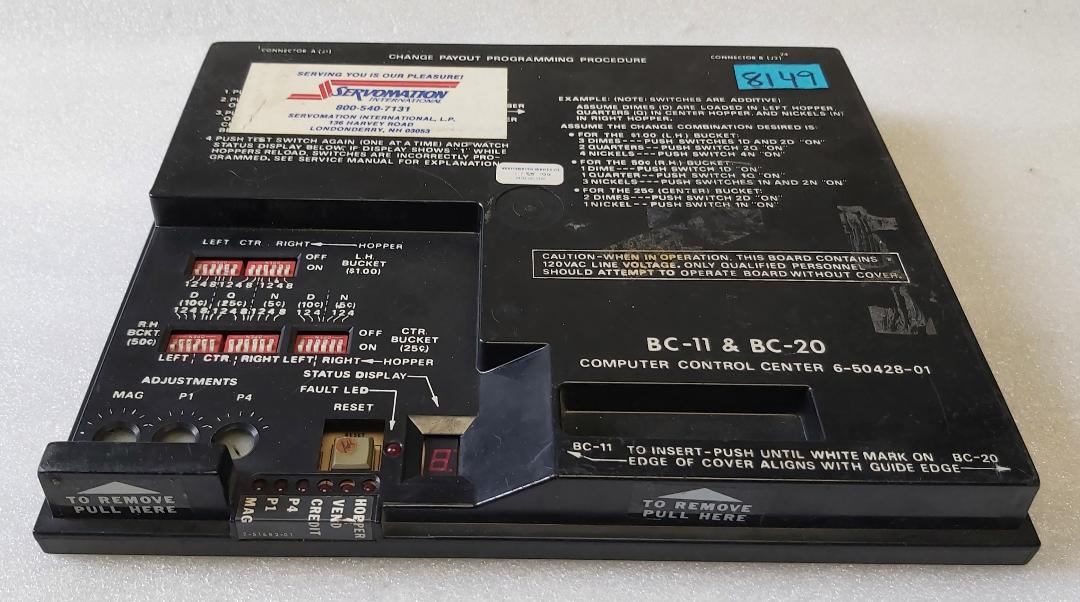 CONNECTOR A (J1)
CHANGE PAYOUT PROGRAMMING PROCEDURE
CONNECTOR B (J2)
24
8149
SERVING YOU IS OUR PLEASURE!
SERVOMATION
INTERNATIONAL
800-540-7131
SERVOMATION INTERNATIONAL, L.P.
136 HARVEY ROAD
LONDONDERRY, NH 03053
4. PUSH TEST SWITCH AGAIN (ONE AT A TIME) AND WATCH
STATUS DISPLAY BELOW, IF DISPLAY SHOWS "1" WHILE
HOPPERS RELOAD, SWITCHES ARE INCORRECTLY PRO-
GRAMMED, SEE SERVICE MANUAL FOR EXPLANATION.
EXAMPLE: (NOTE: SWITCHES ARE ADDITIVE)
ASSUME DIMES (D) ARE LOADED IN LEFT HOPPER,
QUARTERS (Q) IN CENTER HOPPER, AND NICKELS (N)
IN RIGHT HOPPER.
ASSUME THE CHANGE COMBINATION DESIRED IS:
• FOR THE $1.00 (L.H.) BUCKET:
3 DIMES---PUSH SWITCHES 1D AND 2D "ON"
2 QUARTERS---PUSH SWITCH 2Q "ON"
4 NICKELS---PUSH SWITCH 4N "ON"
• FOR THE 50¢ (R.H.) BUCKET:
1 DIME---PUSH SWITCH 1D "ON"
1 QUARTER---PUSH SWITCH 1Q "ON"
3 NICKELS---PUSH SWITCHES 1N AND 2N "ON"
• FOR THE 25¢ (CENTER) BUCKET:
2 DIMES---PUSH SWITCH 2D "ON"
1 NICKEL---PUSH SWITCH 1N "ON"
CAUTION-WHEN IN OPERATION, THIS BOARD CONTAINS
120VAC LINE VOLTAGE. ONLY QUALIFIED PERSONNEL
SHOULD ATTEMPT TO OPERATE BOARD WITHOUT COVER.
LEFT CTR RIGHT HOPPER
OFF
ON
L.H.
BUCKET
($1.00)
1248 1248 1248
D Q N D N
(10¢) (25¢) (5¢) (10¢) (5¢)
1248 1248 1248 124 124
R.H
BCKT.
(50¢)
OFF
ON
CTR.
BUCKET
(25¢)
LEFT CTR. RIGHT LEFT RIGHT HOPPER
STATUS DISPLAY
FAULT LED
RESET
ADJUSTMENTS
MAG P1 P4
RESET
BC-11 & BC-20
COMPUTER CONTROL CENTER 6-50428-01
BC-11 TO INSERT-PUSH UNTIL WHITE MARK ON BC-20
EDGE OF COVER ALIGNS WITH GUIDE EDGE
TO REMOVE
PULL HERE
MAG
P1
P4
CREDIT
VEND
HOPPER
TO REMOVE
PULL HERE